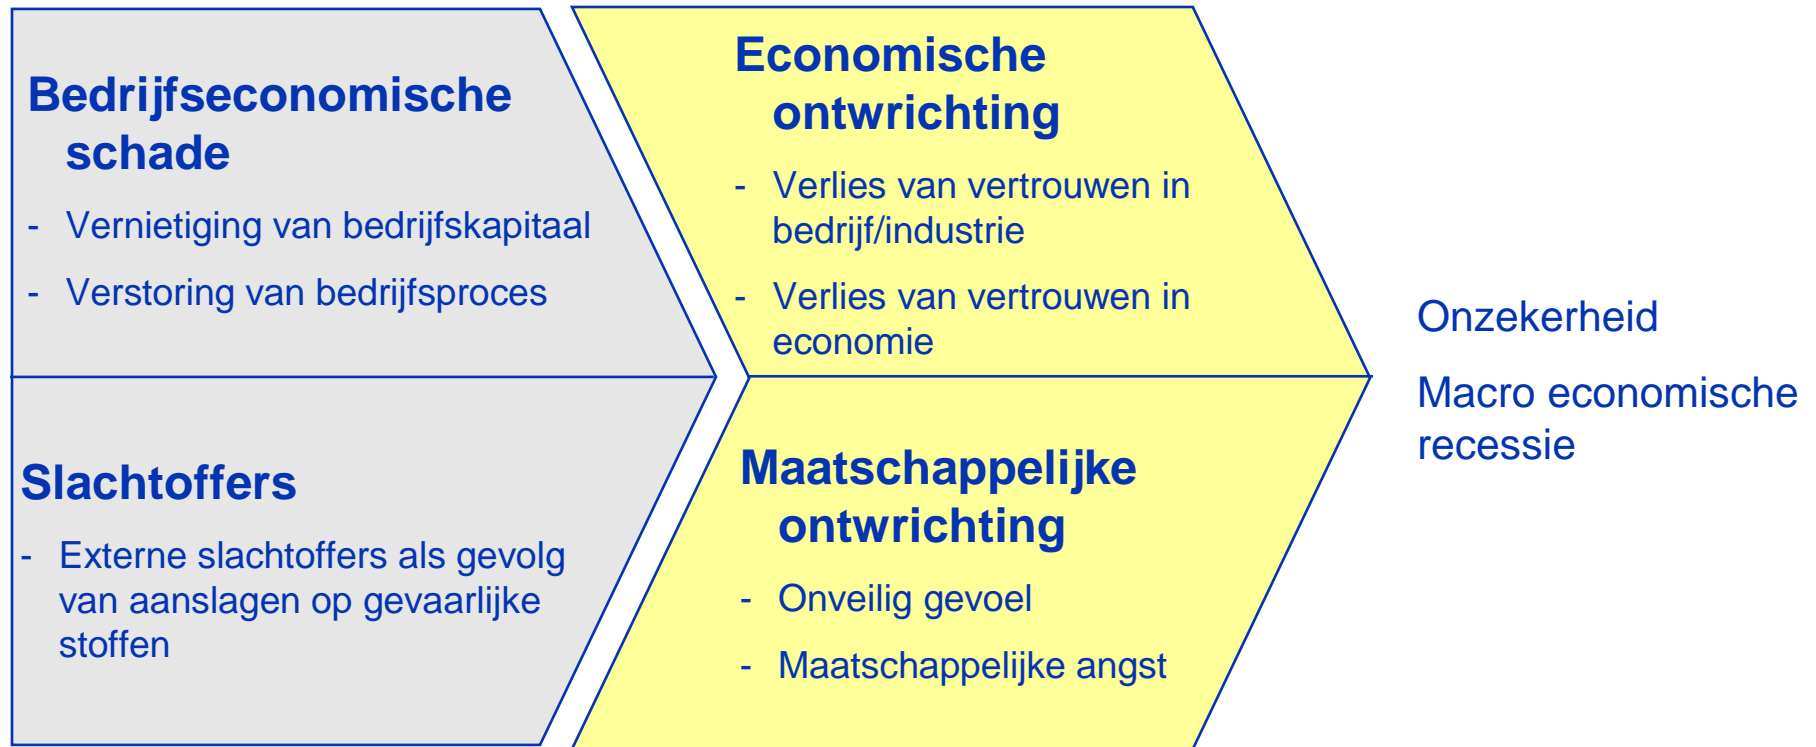 Bedrijfseconomische
schade
- Vernietiging van bedrijfskapitaal
- Verstoring van bedrijfsproces
Slachtoffers
- Externe slachtoffers als gevolg
van aanslagen op gevaarlijke
stoffen
Economische
ontwrichting
- Verlies van vertrouwen in
bedrijf/industrie
- Verlies van vertrouwen in
economie
Maatschappelijke
ontwrichting
- Onveilig gevoel
- Maatschappelijke angst
Onzekerheid
Macro economische
recessie